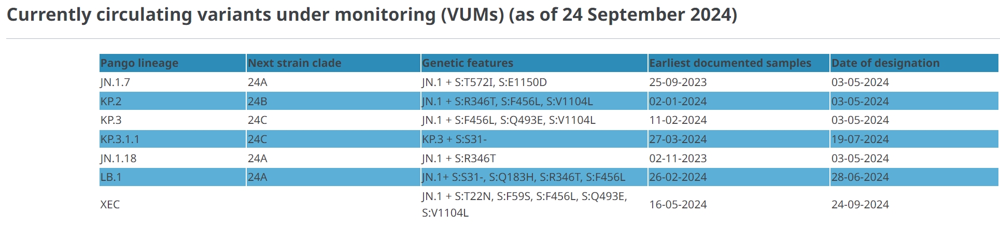 Currently circulating variants under monitoring (VUMs) (as of 24 September 2024)
Pango lineage Next strain clade Genetic features Earliest documented samples Date of designation
JN.1.7 24A JN.1 + S:T572I, S:E1150D 25-09-2023 03-05-2024
KP.2 24B JN.1 + S:R346T, S:F456L, S:V1104L 02-01-2024 03-05-2024
KP.3 24C JN.1 + S:F456L, S:Q493E, S:V1104L 11-02-2024 03-05-2024
KP.3.1.1 24C KP.3 + S:S31- 27-03-2024 19-07-2024
JN.1.18 24A JN.1 + S:R346T 02-11-2023 03-05-2024
LB.1 24A JN.1+ S:S31-, S:Q183H, S:R346T, S:F456L 26-02-2024 28-06-2024
XEC JN.1 + S:T22N, S:F59S, S:F456L, S:Q493E, 16-05-2024 24-09-2024
S:V1104L